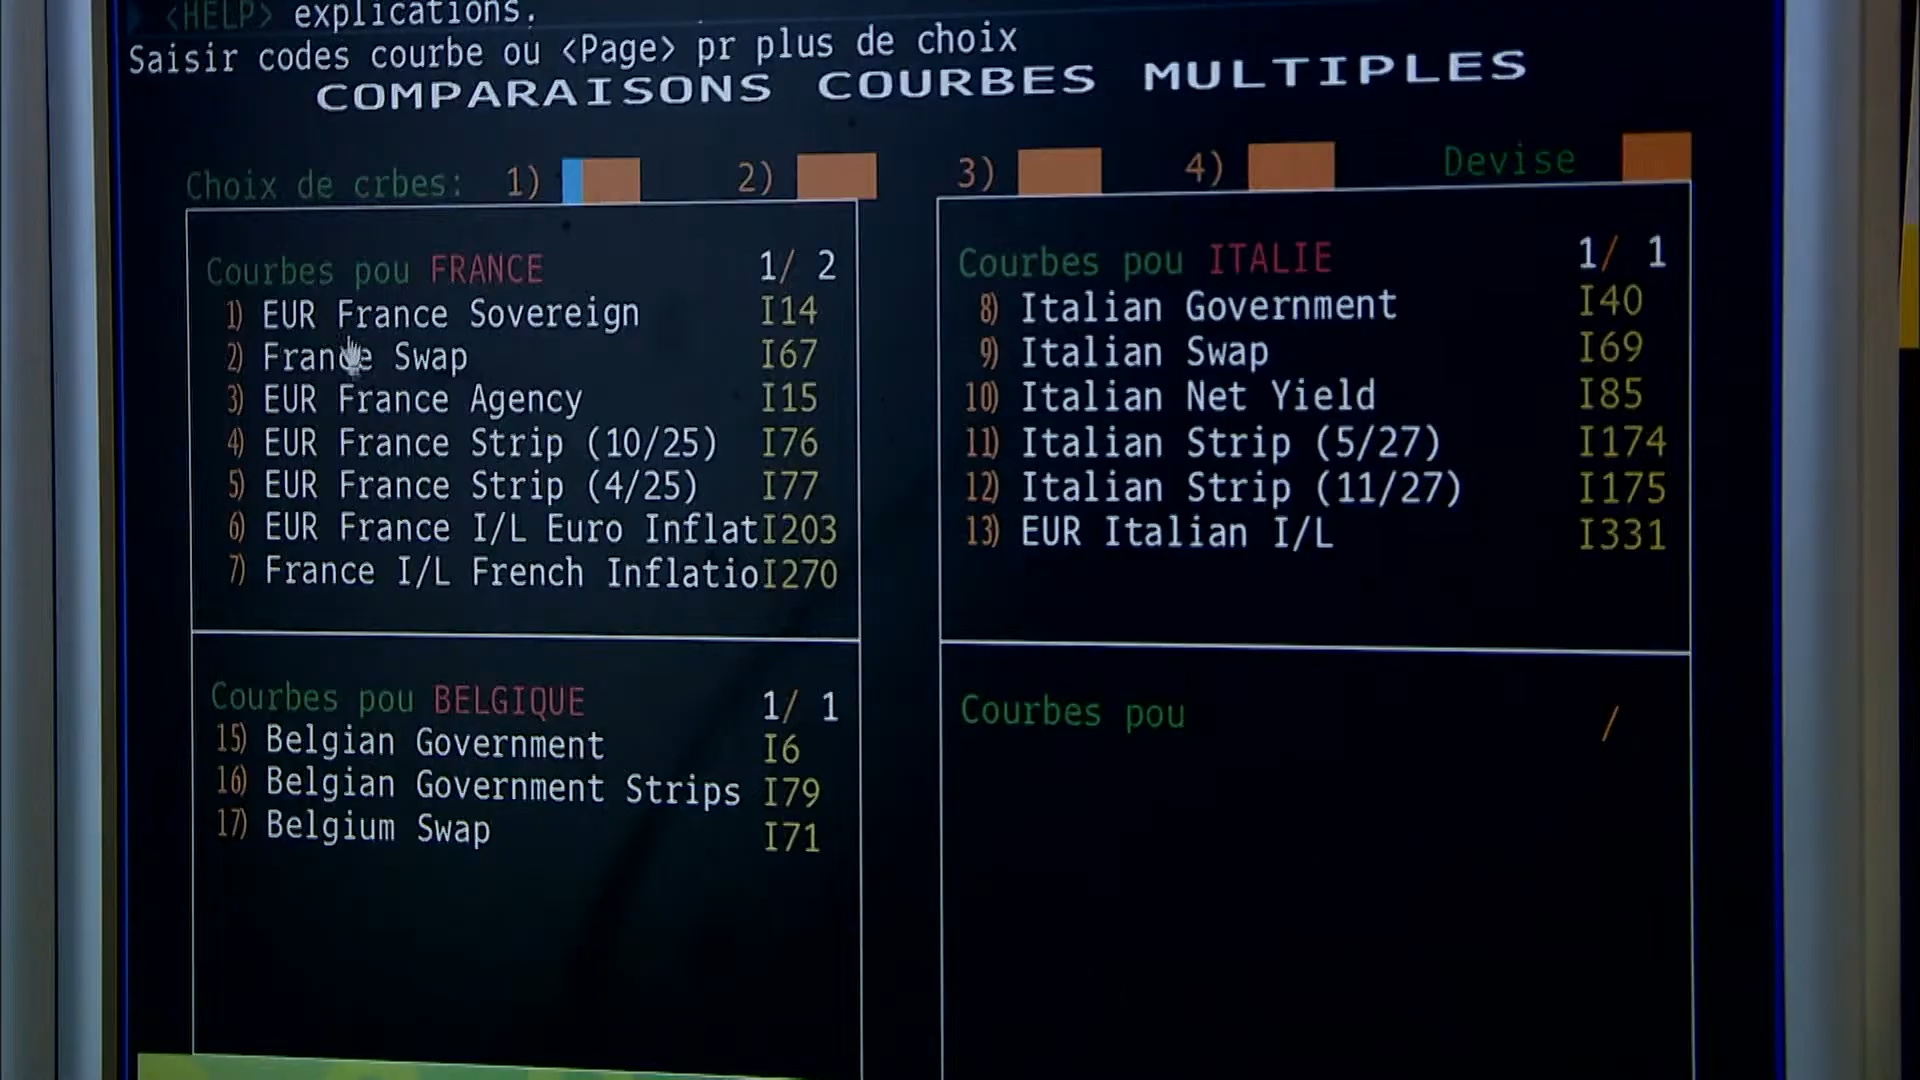 <HELP> explications.
Saisir codes courbe ou <Page> pr plus de choix
COMPARAISONS COURBES MULTIPLES
Choix de crbes: 1) 2) 3) 4) Devise
Courbes pou FRANCE 1/ 2
1) EUR France Sovereign I14
2) France Swap I67
3) EUR France Agency I15
4) EUR France Strip (10/25) I76
5) EUR France Strip (4/25) I77
6) EUR France I/L Euro Inflat I203
7) France I/L French Inflatio I270
Courbes pou ITALIE 1/ 1
8) Italian Government I40
9) Italian Swap I69
10) Italian Net Yield I85
11) Italian Strip (5/27) I174
12) Italian Strip (11/27) I175
13) EUR Italian I/L I331
Courbes pou BELGIQUE 1/ 1
15) Belgian Government I6
16) Belgian Government Strips I79
17) Belgium Swap I71
Courbes pou /